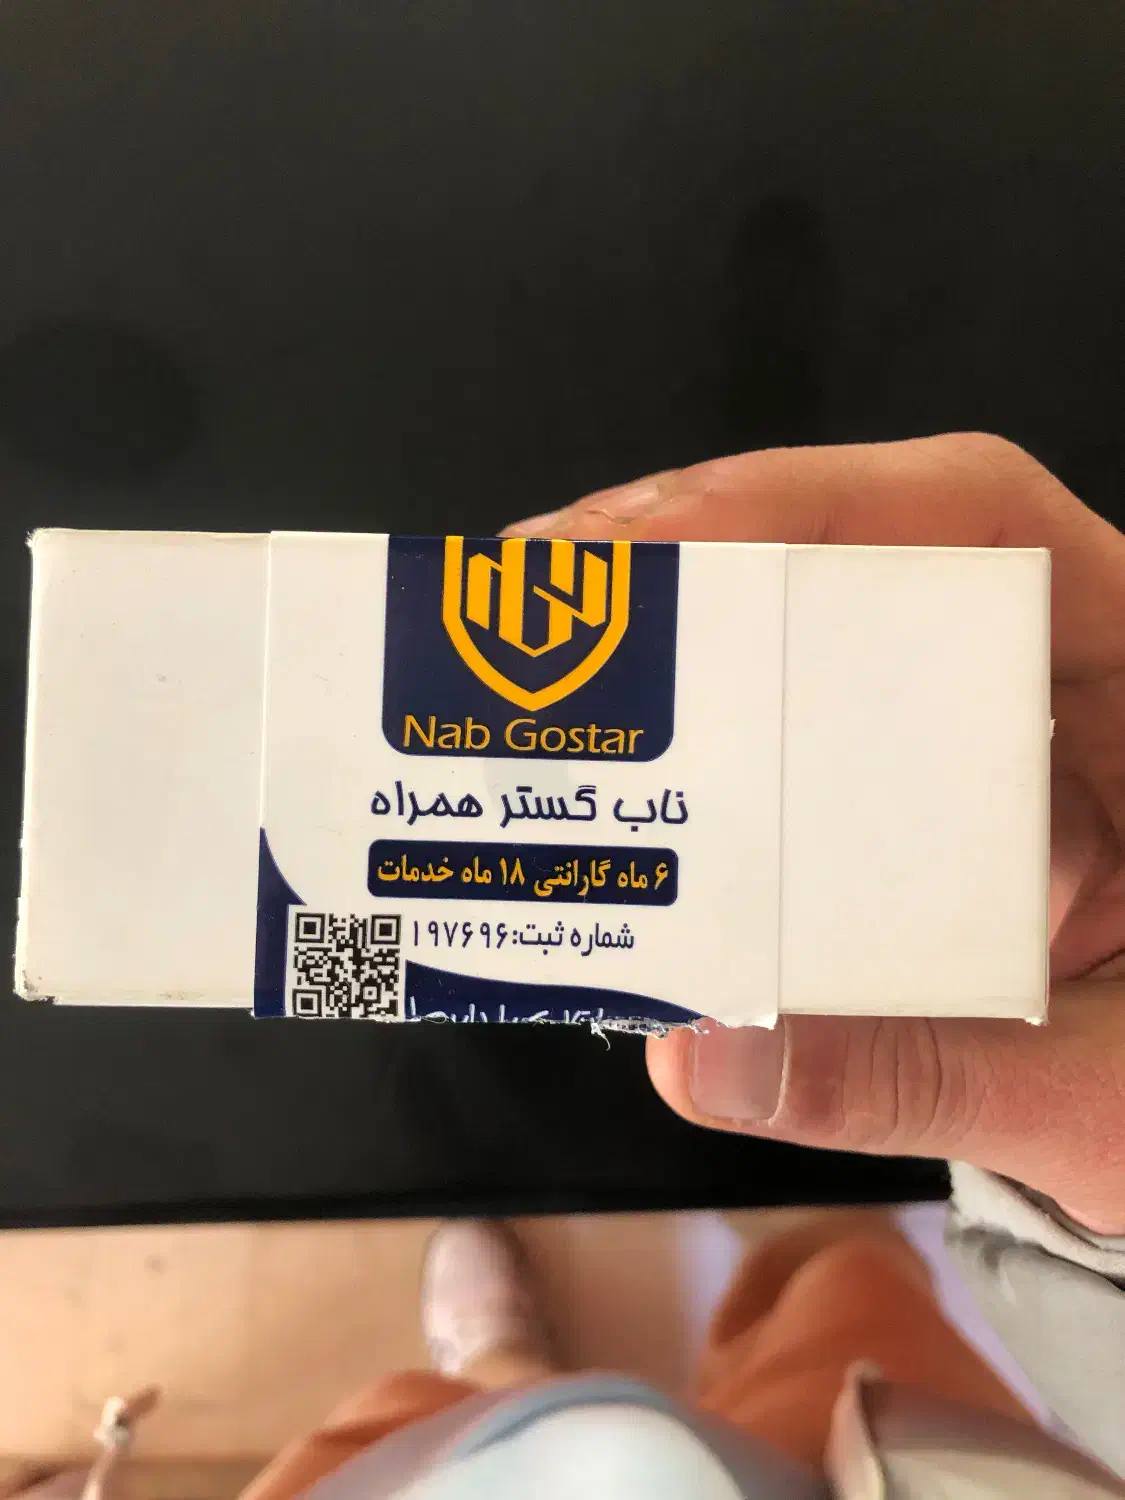 Nab Gostar
ناب گستر همراه
۶ ماه گارانتی ۱۸ ماه خدمات
شماره ثبت:۱۹۷۶۹۶